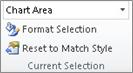 Chart Area
Format Selection
Reset to Match Style
Current Selection